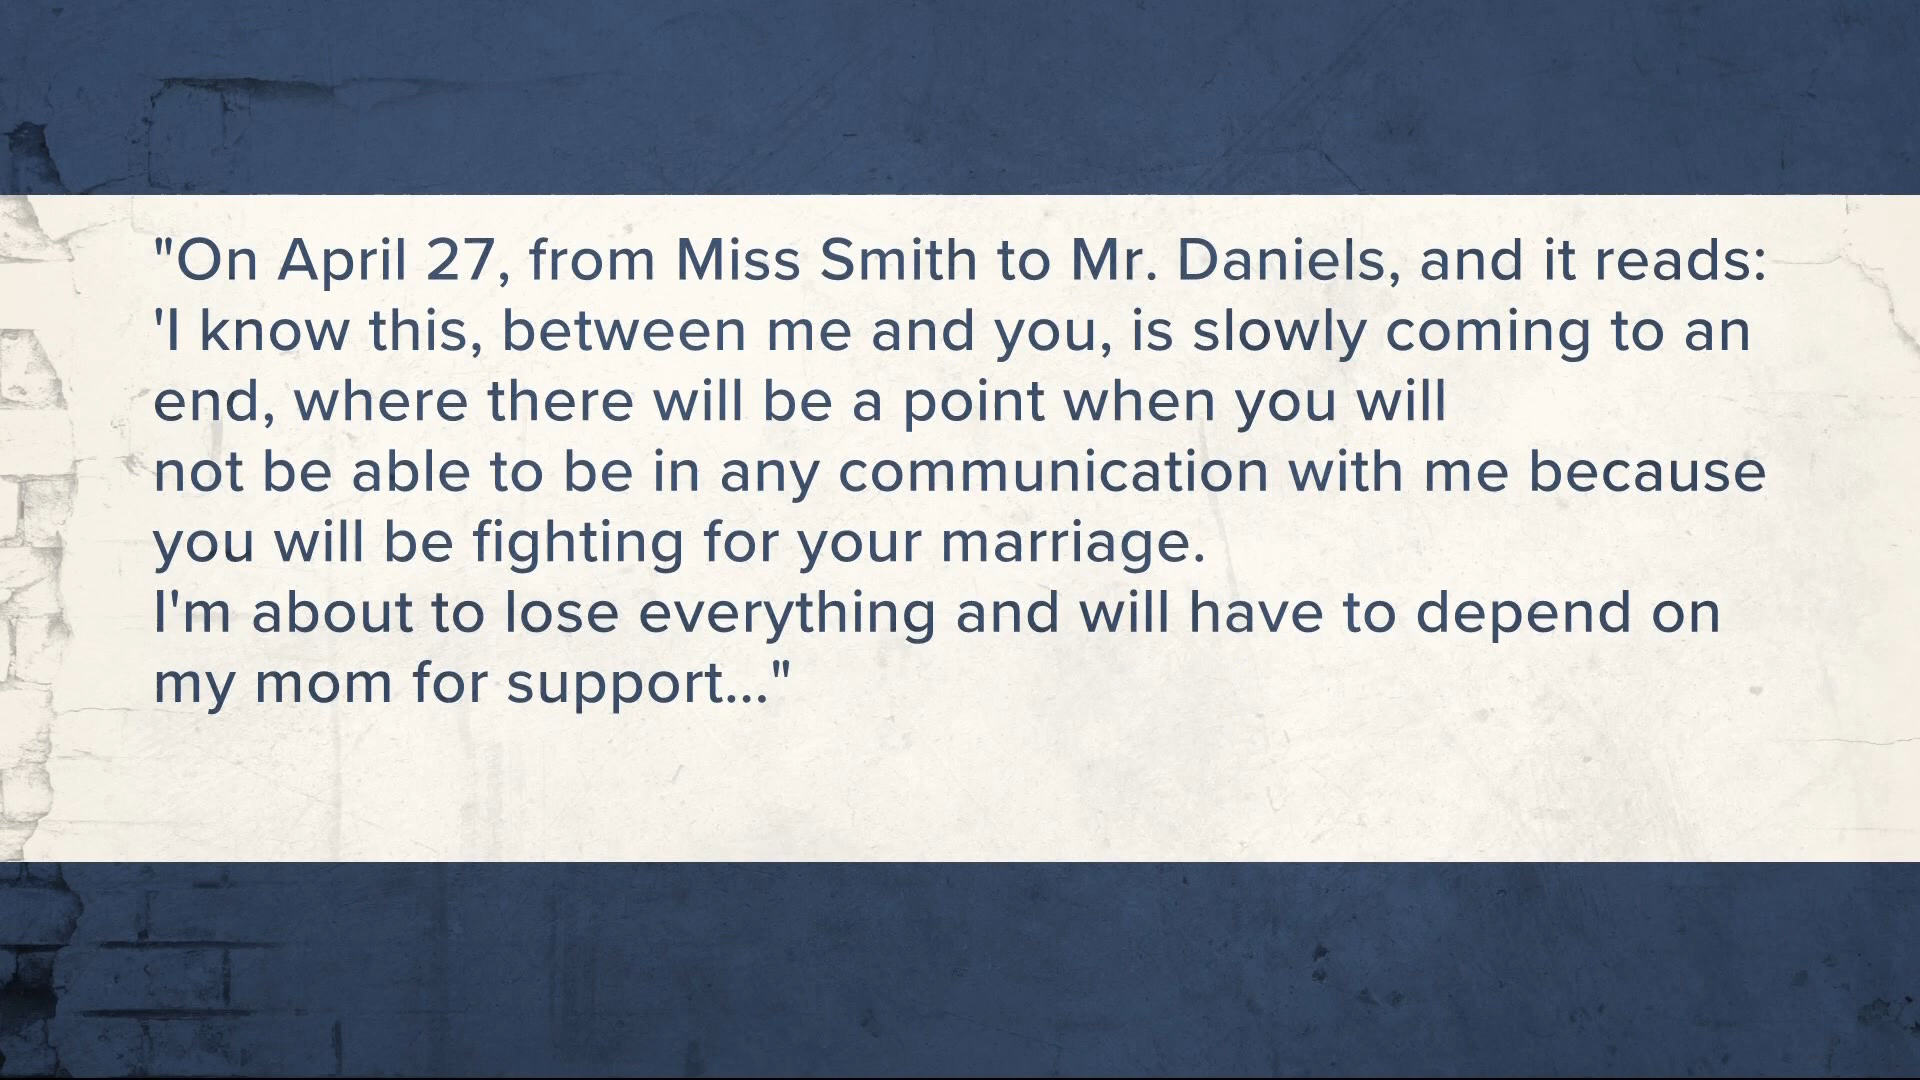 "On April 27, from Miss Smith to Mr. Daniels, and it reads:
'I know this, between me and you, is slowly coming to an
end, where there will be a point when you will
not be able to be in any communication with me because
you will be fighting for your marriage.
I'm about to lose everything and will have to depend on
my mom for support..."